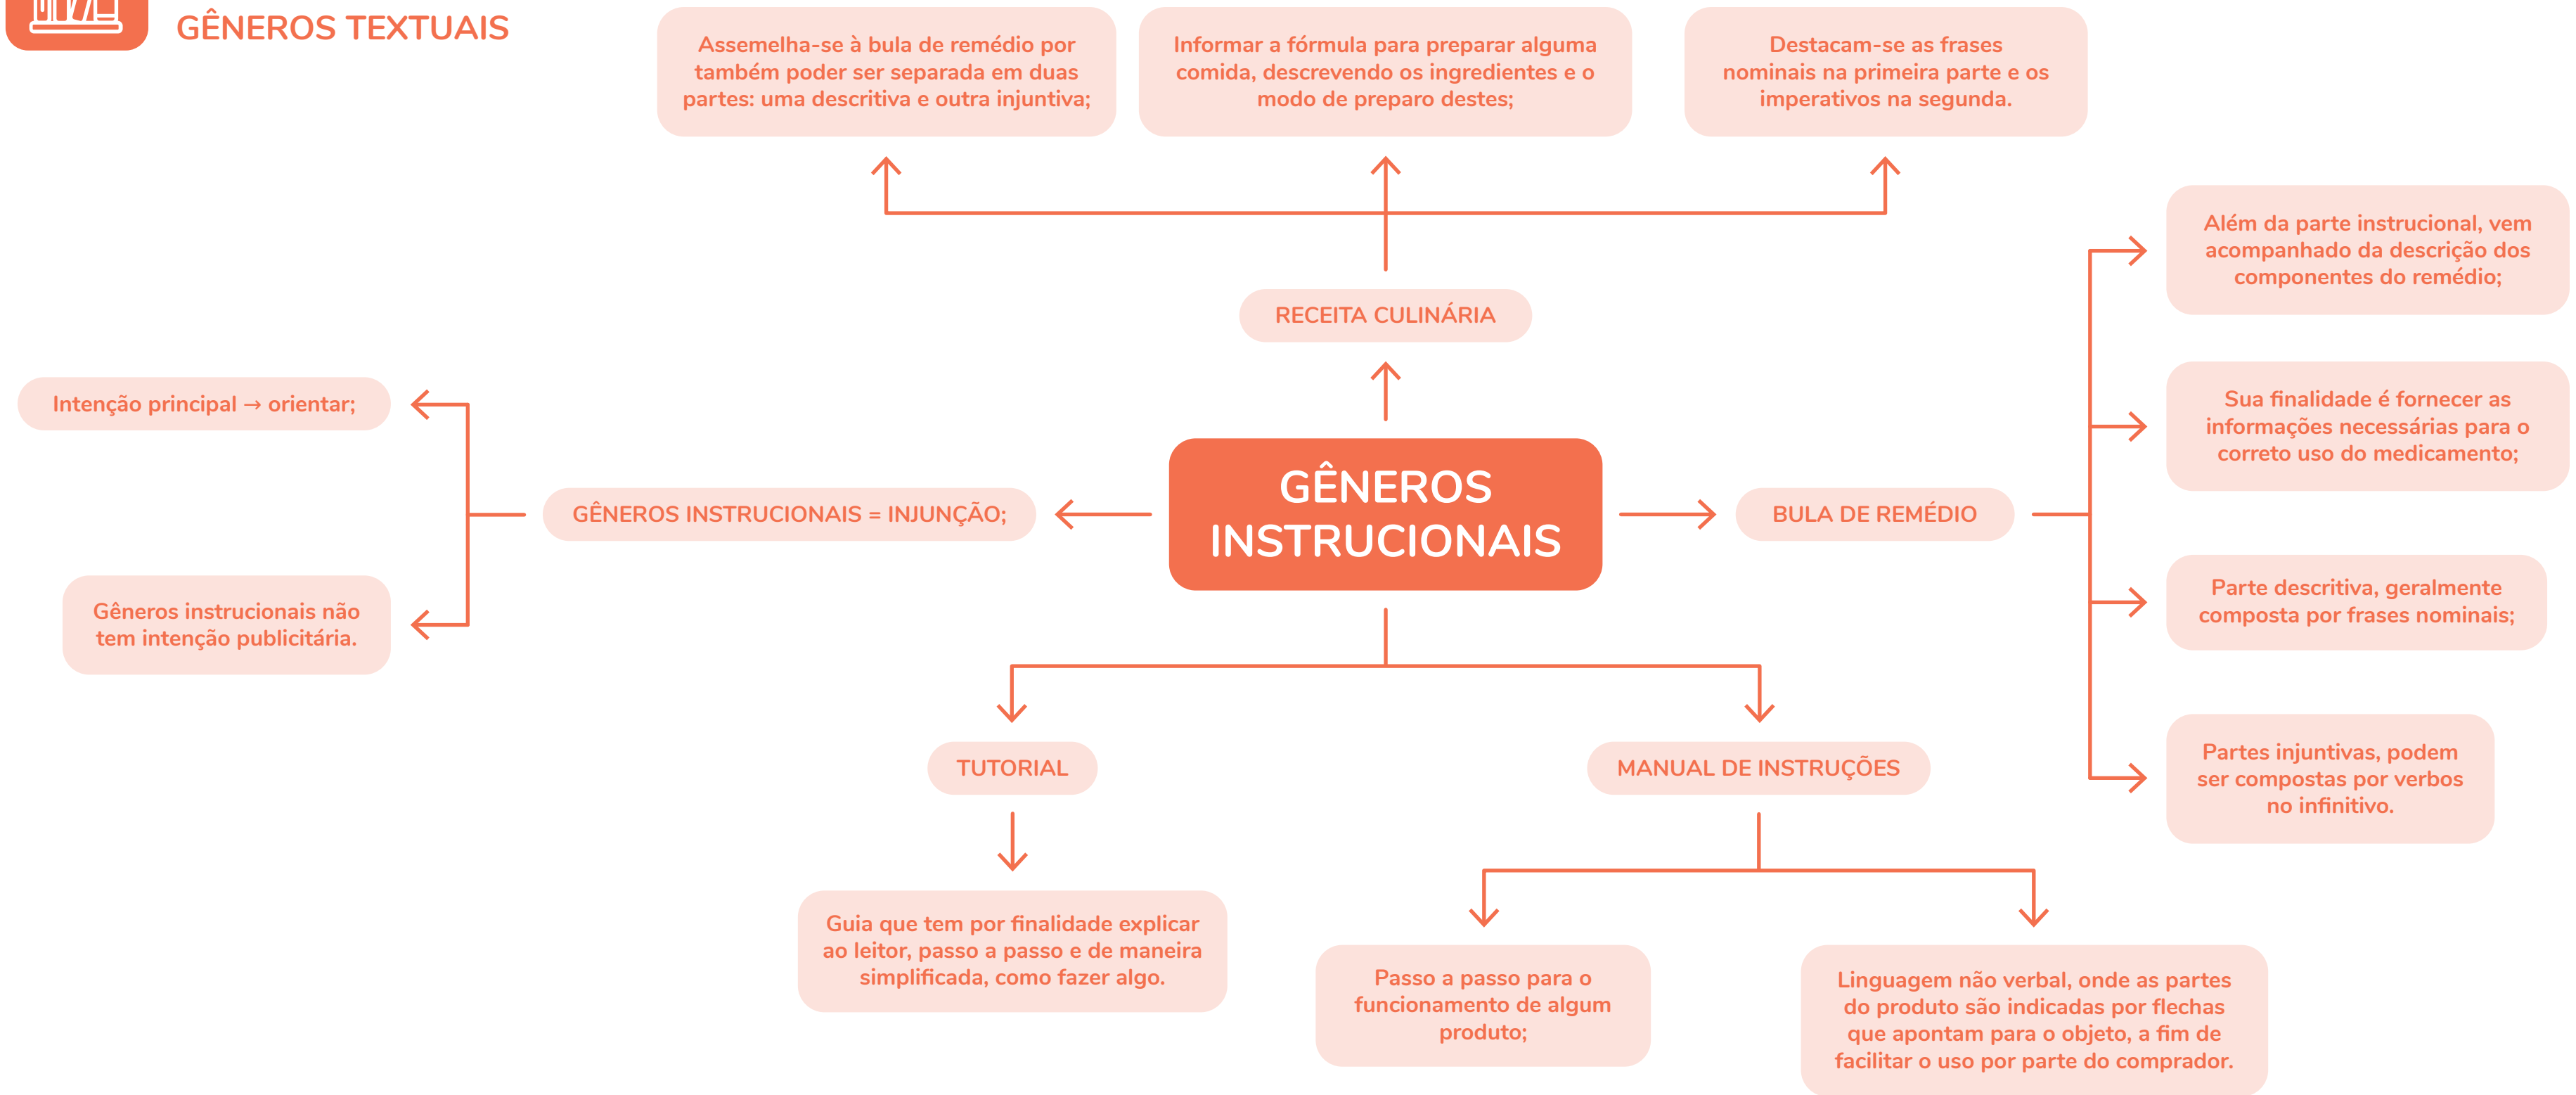 GÊNEROS TEXTUAIS
Assemelha-se à bula de remédio por
também poder ser separada em duas
partes: uma descritiva e outra injuntiva;
Informar a fórmula para preparar alguma
comida, descrevendo os ingredientes e o
modo de preparo destes;
Destacam-se as frases
nominais na primeira parte e os
imperativos na segunda.
RECEITA CULINÁRIA
Intenção principal → orientar;
GÊNEROS INSTRUCIONAIS = INJUNÇÃO;
Gêneros instrucionais não
tem intenção publicitária.
GÊNEROS
INSTRUCIONAIS
BULA DE REMÉDIO
Além da parte instrucional, vem
acompanhado da descrição dos
componentes do remédio;
Sua finalidade é fornecer as
informações necessárias para o
correto uso do medicamento;
Parte descritiva, geralmente
composta por frases nominais;
Partes injuntivas, podem
ser compostas por verbos
no infinitivo.
TUTORIAL
Guia que tem por finalidade explicar
ao leitor, passo a passo e de maneira
simplificada, como fazer algo.
MANUAL DE INSTRUÇÕES
Passo a passo para o
funcionamento de algum
produto;
Linguagem não verbal, onde as partes
do produto são indicadas por flechas
que apontam para o objeto, a fim de
facilitar o uso por parte do comprador.